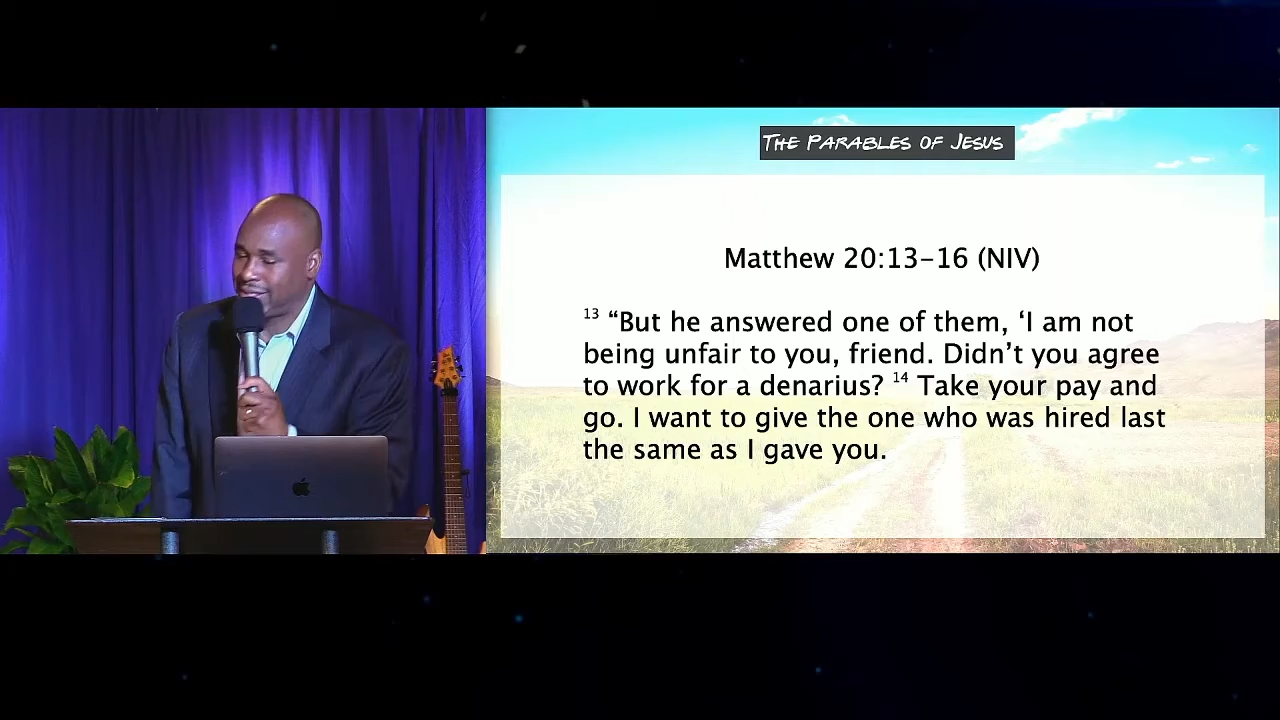 The Parables of Jesus
Matthew 20:13–16 (NIV)
13 “But he answered one of them, ‘I am not
being unfair to you, friend. Didn’t you agree
to work for a denarius? 14 Take your pay and
go. I want to give the one who was hired last
the same as I gave you.